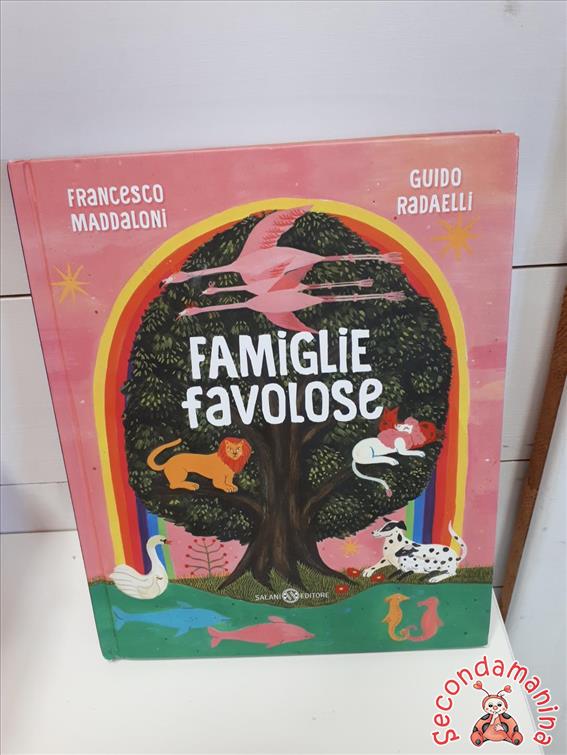 FRANCESCO
MADDALONI
GUIDO
RADAELLI
FAMIGLIE
FAVOLOSE
SALANI EDITORE
Secondamanina